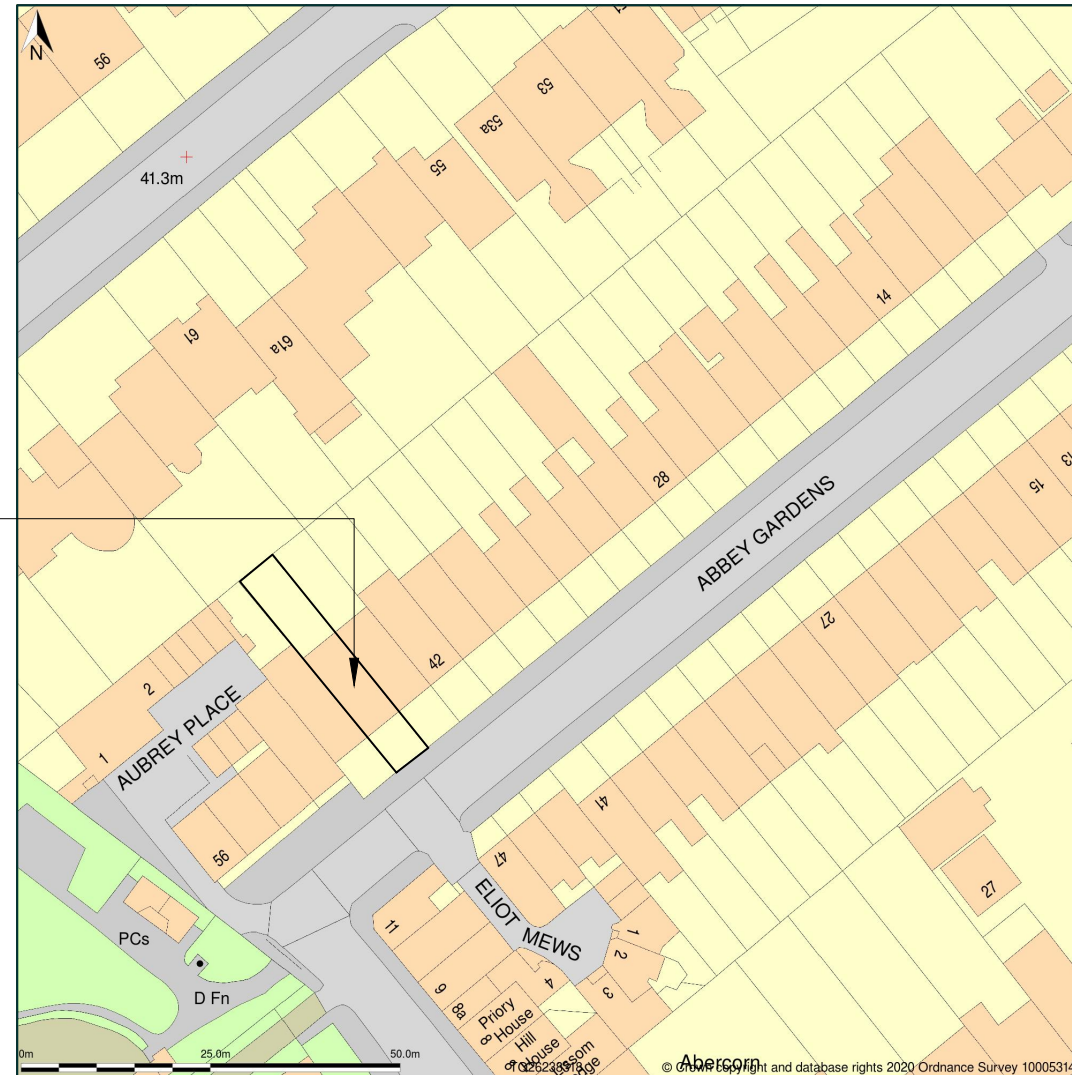 N
56
53
53a
55
41.3m
61
61a
14
28
15
ABBEY GARDENS
27
42
2
AUBREY PLACE
1
41
47
56
27
ELIOT MEWS
11
1
2
PCs
9
4
3
8a
D Fn
Priory
House
8
Hill
House
0m
25.0m
50.0m
Abercorn
© Crown copyright and database rights 2020 Ordnance Survey 10005314